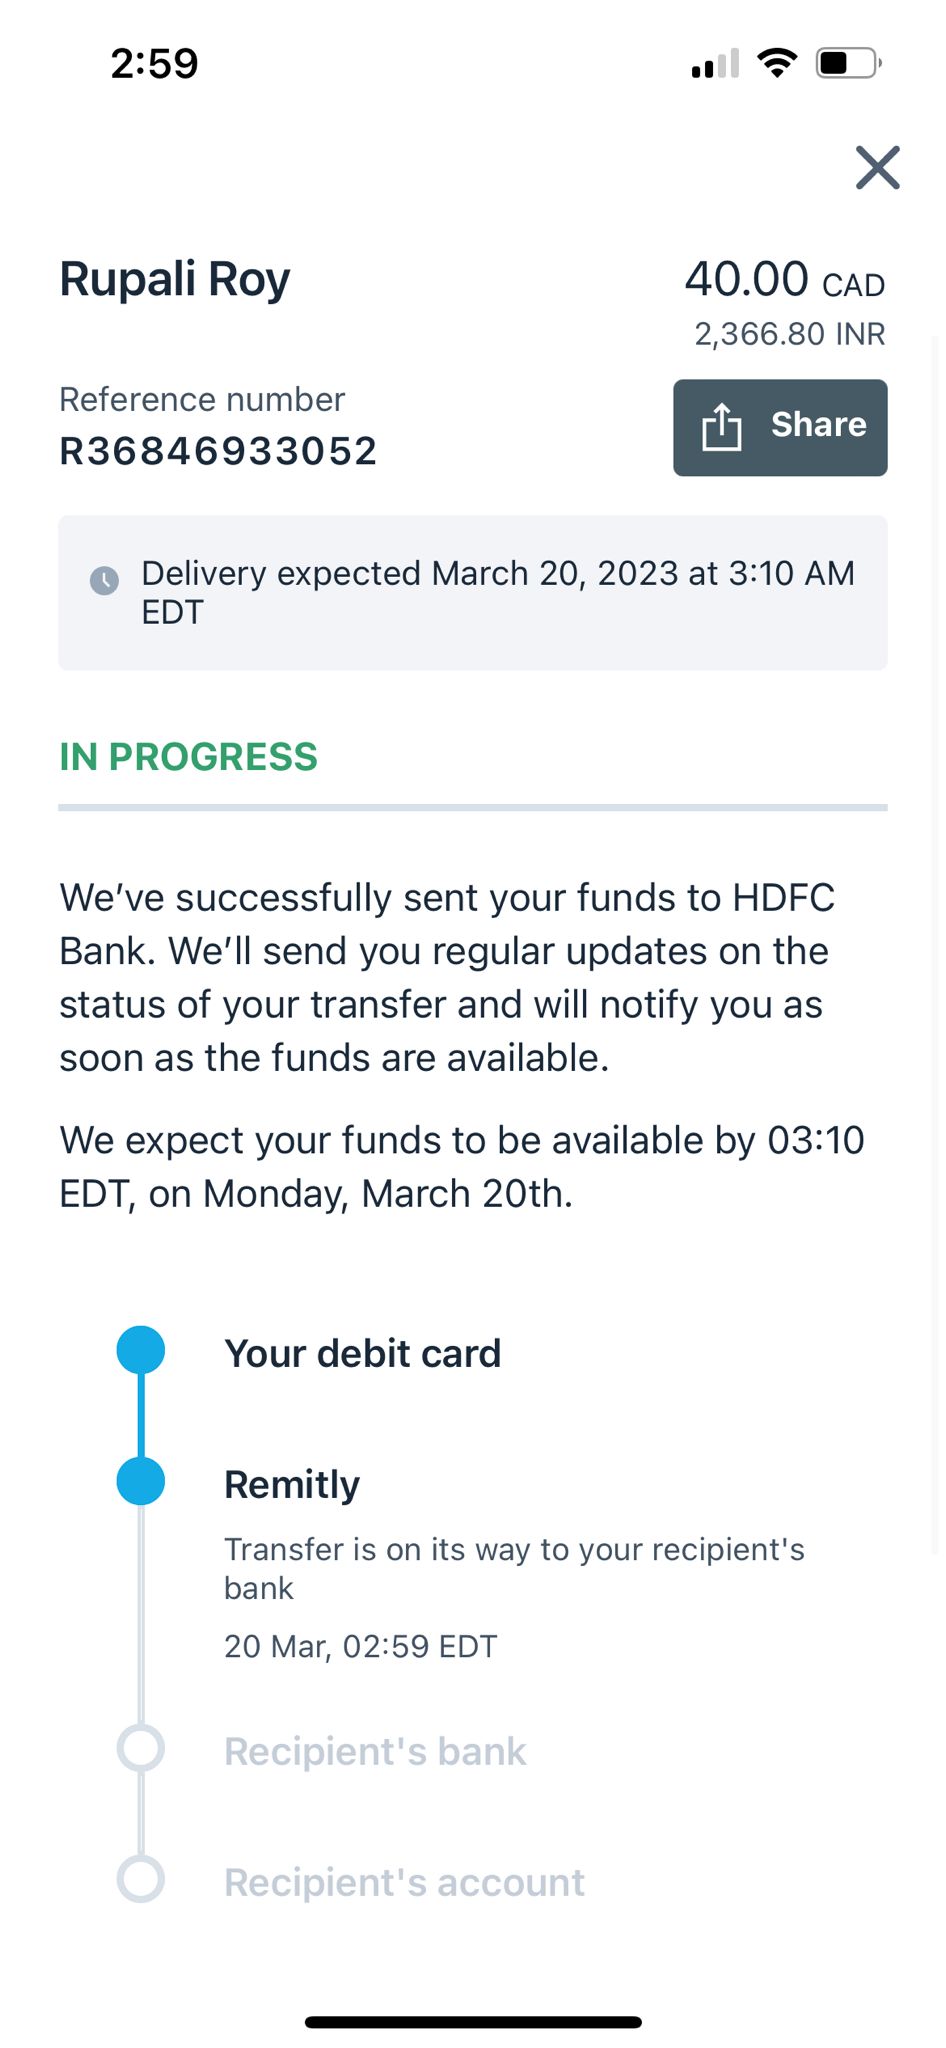 2:59
Rupali Roy
40.00 CAD
2,366.80 INR
Reference number
R36846933052
Share
Delivery expected March 20, 2023 at 3:10 AM
EDT
IN PROGRESS
We’ve successfully sent your funds to HDFC
Bank. We’ll send you regular updates on the
status of your transfer and will notify you as
soon as the funds are available.
We expect your funds to be available by 03:10
EDT, on Monday, March 20th.
Your debit card
Remitly
Transfer is on its way to your recipient's
bank
20 Mar, 02:59 EDT
Recipient's bank
Recipient's account